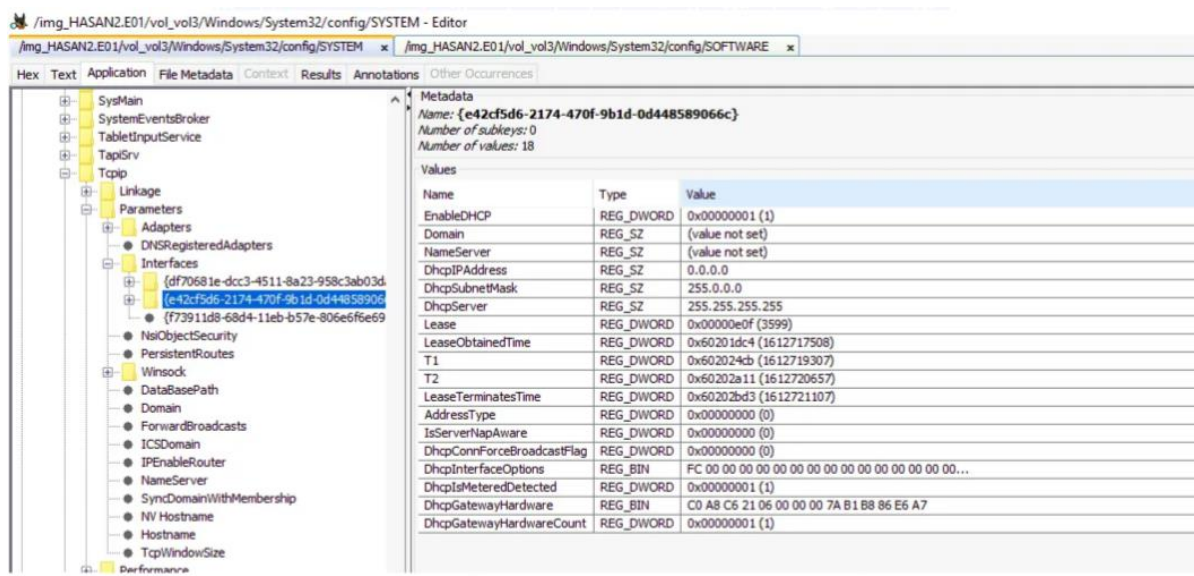 /img_HASAN2.E01/vol_vol3/Windows/System32/config/SYSTEM - Editor
/img_HASAN2.E01/vol_vol3/Windows/System32/config/SYSTEM x /img_HASAN2.E01/vol_vol3/Windows/System32/config/SOFTWARE x
Hex Text Application File Metadata Context Results Annotations Other Occurrences
SysMain
SystemEventsBroker
TabletInputService
TapiSrv
Tcpip
Linkage
Parameters
Adapters
DNSRegisteredAdapters
Interfaces
{df70681e-dcc3-4511-8a23-958c3ab03d
{e42cf5d6-2174-470f-9b1d-0d44858906
{f73911d8-68d4-11eb-b57e-806e6f6e69
NsiObjectSecurity
PersistentRoutes
Winsock
DataBasePath
Domain
ForwardBroadcasts
ICSDomain
IPEnableRouter
NameServer
SyncDomainWithMembership
NV Hostname
Hostname
TcpWindowSize
Performance
Metadata
Name: {e42cf5d6-2174-470f-9b1d-0d448589066c}
Number of subkeys: 0
Number of values: 18
Values
Name Type Value
EnableDHCP REG_DWORD 0x00000001 (1)
Domain REG_SZ (value not set)
NameServer REG_SZ (value not set)
DhcpIPAddress REG_SZ 0.0.0.0
DhcpSubnetMask REG_SZ 255.0.0.0
DhcpServer REG_SZ 255.255.255.255
Lease REG_DWORD 0x00000e0f (3599)
LeaseObtainedTime REG_DWORD 0x60201dc4 (1612717508)
T1 REG_DWORD 0x602024cb (1612719307)
T2 REG_DWORD 0x60202a11 (1612720657)
LeaseTerminatesTime REG_DWORD 0x60202bd3 (1612721107)
AddressType REG_DWORD 0x00000000 (0)
IsServerNapAware REG_DWORD 0x00000000 (0)
DhcpConnForceBroadcastFlag REG_DWORD 0x00000000 (0)
DhcpInterfaceOptions REG_BIN FC 00 00 00 00 00 00 00 00 00 00 00 00 00 00...
DhcpIsMeteredDetected REG_DWORD 0x00000001 (1)
DhcpGatewayHardware REG_BIN C0 A8 C6 21 06 00 00 00 7A B1 B8 86 E6 A7
DhcpGatewayHardwareCount REG_DWORD 0x00000001 (1)